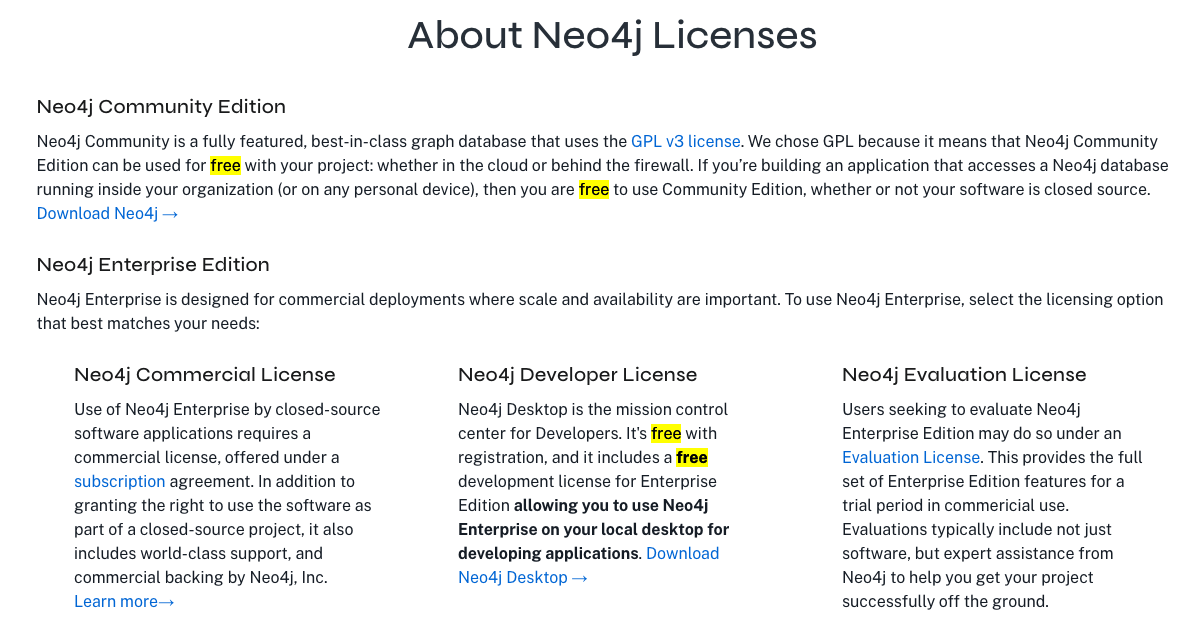 About Neo4j Licenses
Neo4j Community Edition
Neo4j Community is a fully featured, best-in-class graph database that uses the GPL v3 license. We chose GPL because it means that Neo4j Community
Edition can be used for free with your project: whether in the cloud or behind the firewall. If you’re building an application that accesses a Neo4j database
running inside your organization (or on any personal device), then you are free to use Community Edition, whether or not your software is closed source.
Download Neo4j →
Neo4j Enterprise Edition
Neo4j Enterprise is designed for commercial deployments where scale and availability are important. To use Neo4j Enterprise, select the licensing option
that best matches your needs:
Neo4j Commercial License
Use of Neo4j Enterprise by closed-source
software applications requires a
commercial license, offered under a
subscription agreement. In addition to
granting the right to use the software as
part of a closed-source project, it also
includes world-class support, and
commercial backing by Neo4j, Inc.
Learn more→
Neo4j Developer License
Neo4j Desktop is the mission control
center for Developers. It's free with
registration, and it includes a free
development license for Enterprise
Edition allowing you to use Neo4j
Enterprise on your local desktop for
developing applications. Download
Neo4j Desktop →
Neo4j Evaluation License
Users seeking to evaluate Neo4j
Enterprise Edition may do so under an
Evaluation License. This provides the full
set of Enterprise Edition features for a
trial period in commericial use.
Evaluations typically include not just
software, but expert assistance from
Neo4j to help you get your project
successfully off the ground.